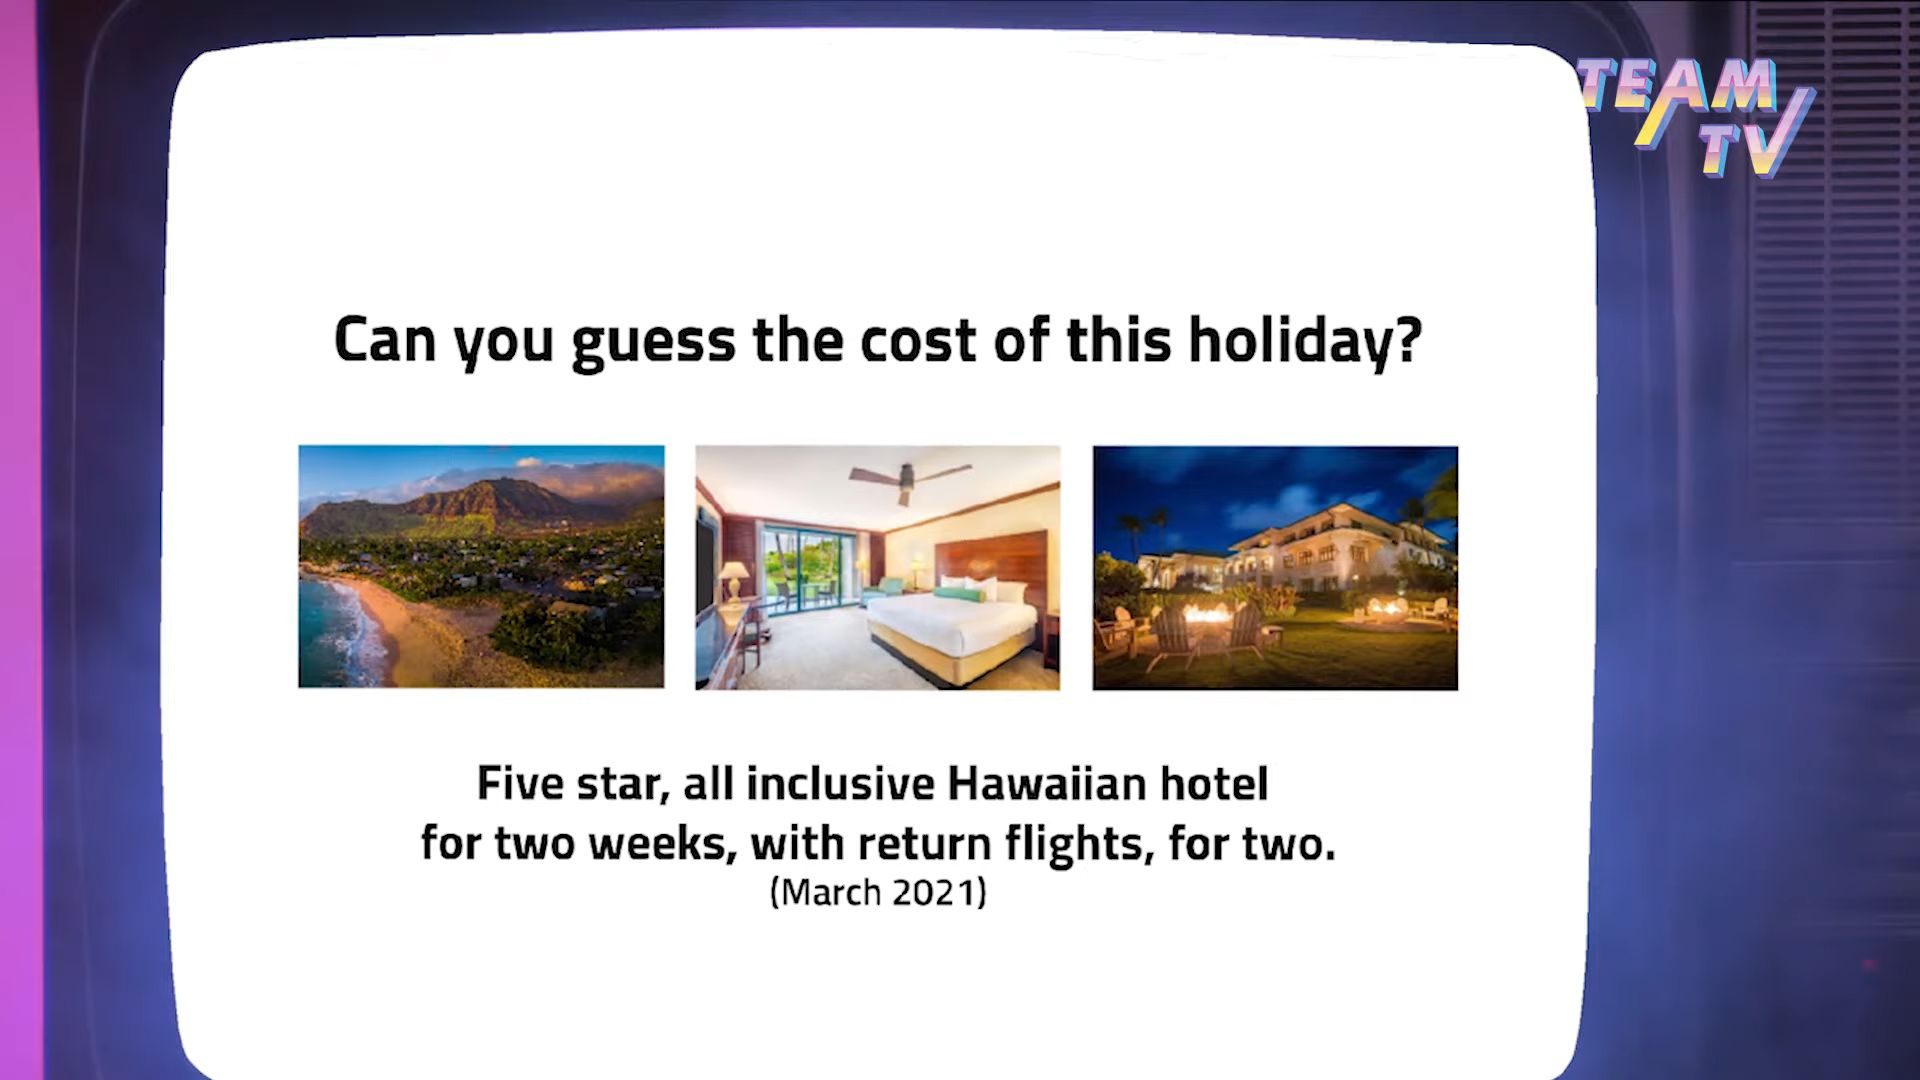 TEAM
TV
Can you guess the cost of this holiday?
Five star, all inclusive Hawaiian hotel
for two weeks, with return flights, for two.
(March 2021)